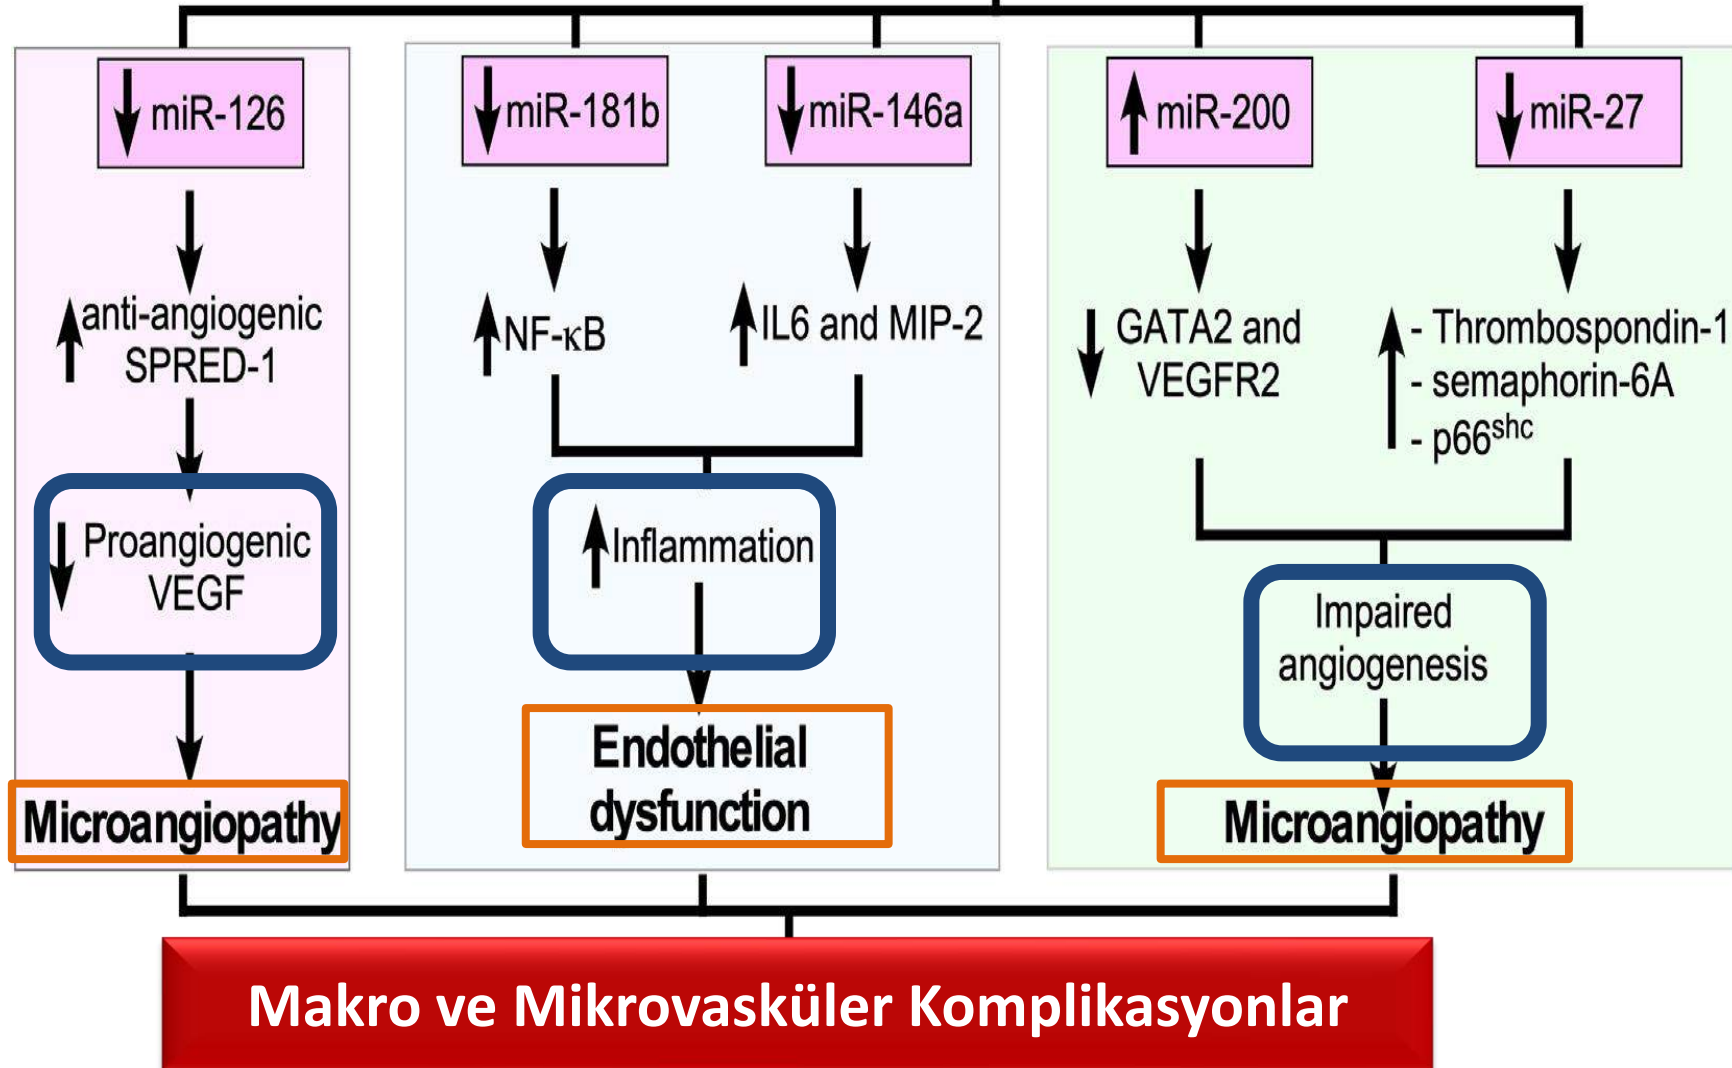 miR-126
miR-181b
miR-146a
miR-200
miR-27
anti-angiogenic
SPRED-1
NF-κB
IL6 and MIP-2
GATA2 and
VEGFR2
- Thrombospondin-1
- semaphorin-6A
- p66shc
Proangiogenic
VEGF
Inflammation
Impaired
angiogenesis
Microangiopathy
Endothelial
dysfunction
Microangiopathy
Makro ve Mikrovasküler Komplikasyonlar